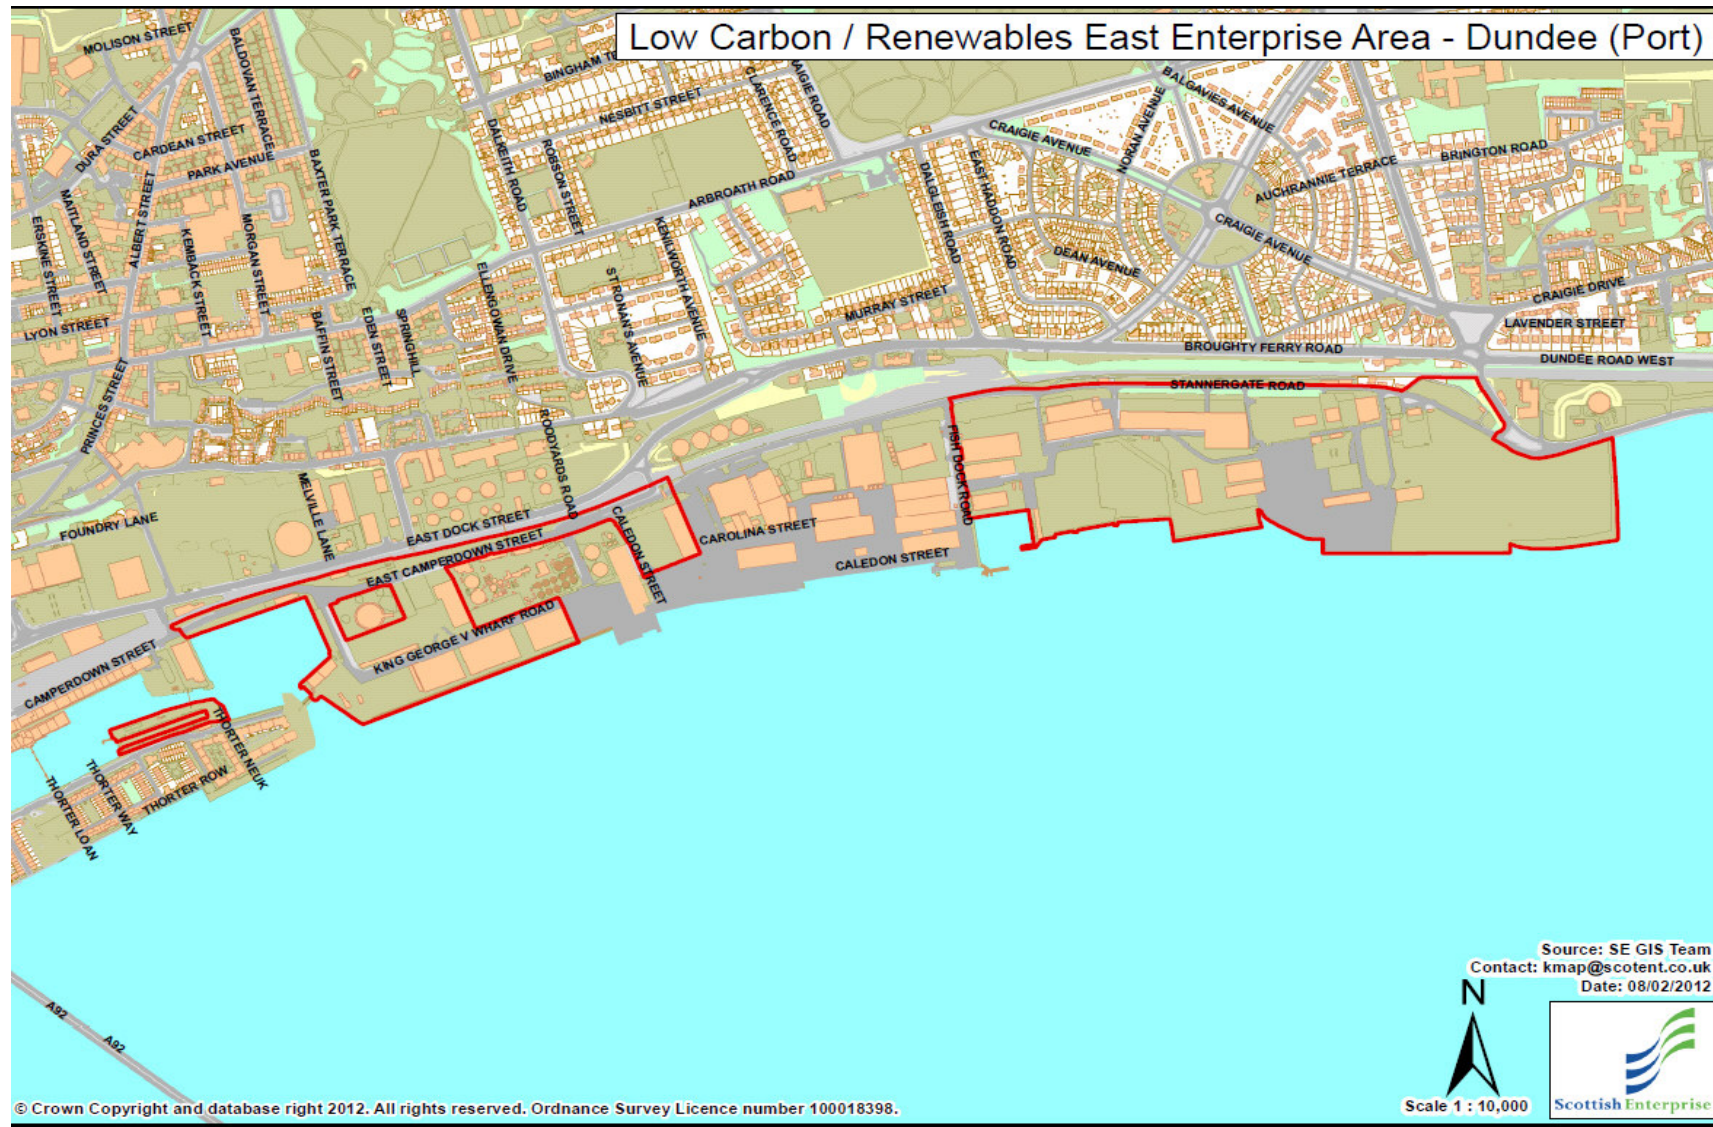 Low Carbon / Renewables East Enterprise Area - Dundee (Port)
MOLISON STREET
BALDOVAN TERRACE
BINGHAM TE
NESBITT STREET
CLARENCE ROAD
RAIGIE ROAD
BALGAVIES AVENUE
NORAN AVENUE
CRAIGIE AVENUE
BRINGTON ROAD
AUCHRANNIE TERRACE
DURA STREET
CARDEAN STREET
PARK AVENUE
BAXTER PARK TERRACE
DALKEITH ROAD
ROBSON STREET
ARBROATH ROAD
DALGLEISH ROAD
EAST HADDON ROAD
CRAIGIE AVENUE
DEAN AVENUE
ERSKINE STREET
MAITLAND STREET
ALBERT STREET
KEMBACK STREET
MORGAN STREET
KENILWORTH AVENUE
STRONAN'S AVENUE
ELLENGOWAN DRIVE
MURRAY STREET
CRAIGIE DRIVE
LAVENDER STREET
LYON STREET
BAFFIN STREET
EDEN STREET
SPRINGHILL
BROUGHTY FERRY ROAD
DUNDEE ROAD WEST
STANNERGATE ROAD
PRINCES STREET
ROODYARDS ROAD
FISH DOCK ROAD
MELVILLE LANE
FOUNDRY LANE
EAST DOCK STREET
EAST CAMPERDOWN STREET
CALEDON STREET
CAROLINA STREET
CALEDON STREET
KING GEORGE V WHARF ROAD
CAMPERDOWN STREET
THORTER NEUK
THORTER ROW
THORTER WAY
THORTER LOAN
A92
A92
Source: SE GIS Team
Contact: kmap@scotent.co.uk
Date: 08/02/2012
N
Scale 1 : 10,000
Scottish Enterprise
© Crown Copyright and database right 2012. All rights reserved. Ordnance Survey Licence number 100018398.